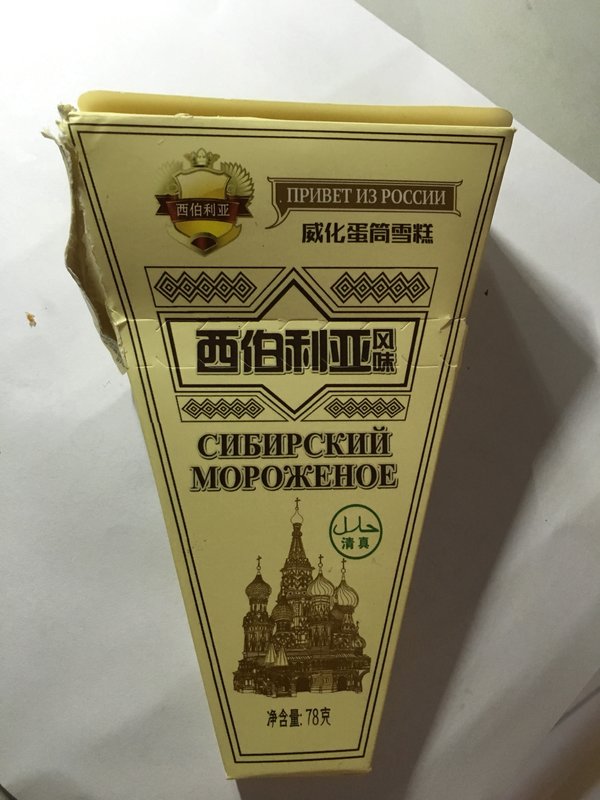 西伯利亚
ПРИВЕТ ИЗ РОССИИ
威化蛋筒雪糕
西伯利亚风味
СИБИРСКИЙ
МОРОЖЕНОЕ
حلال
清真
净含量:78克